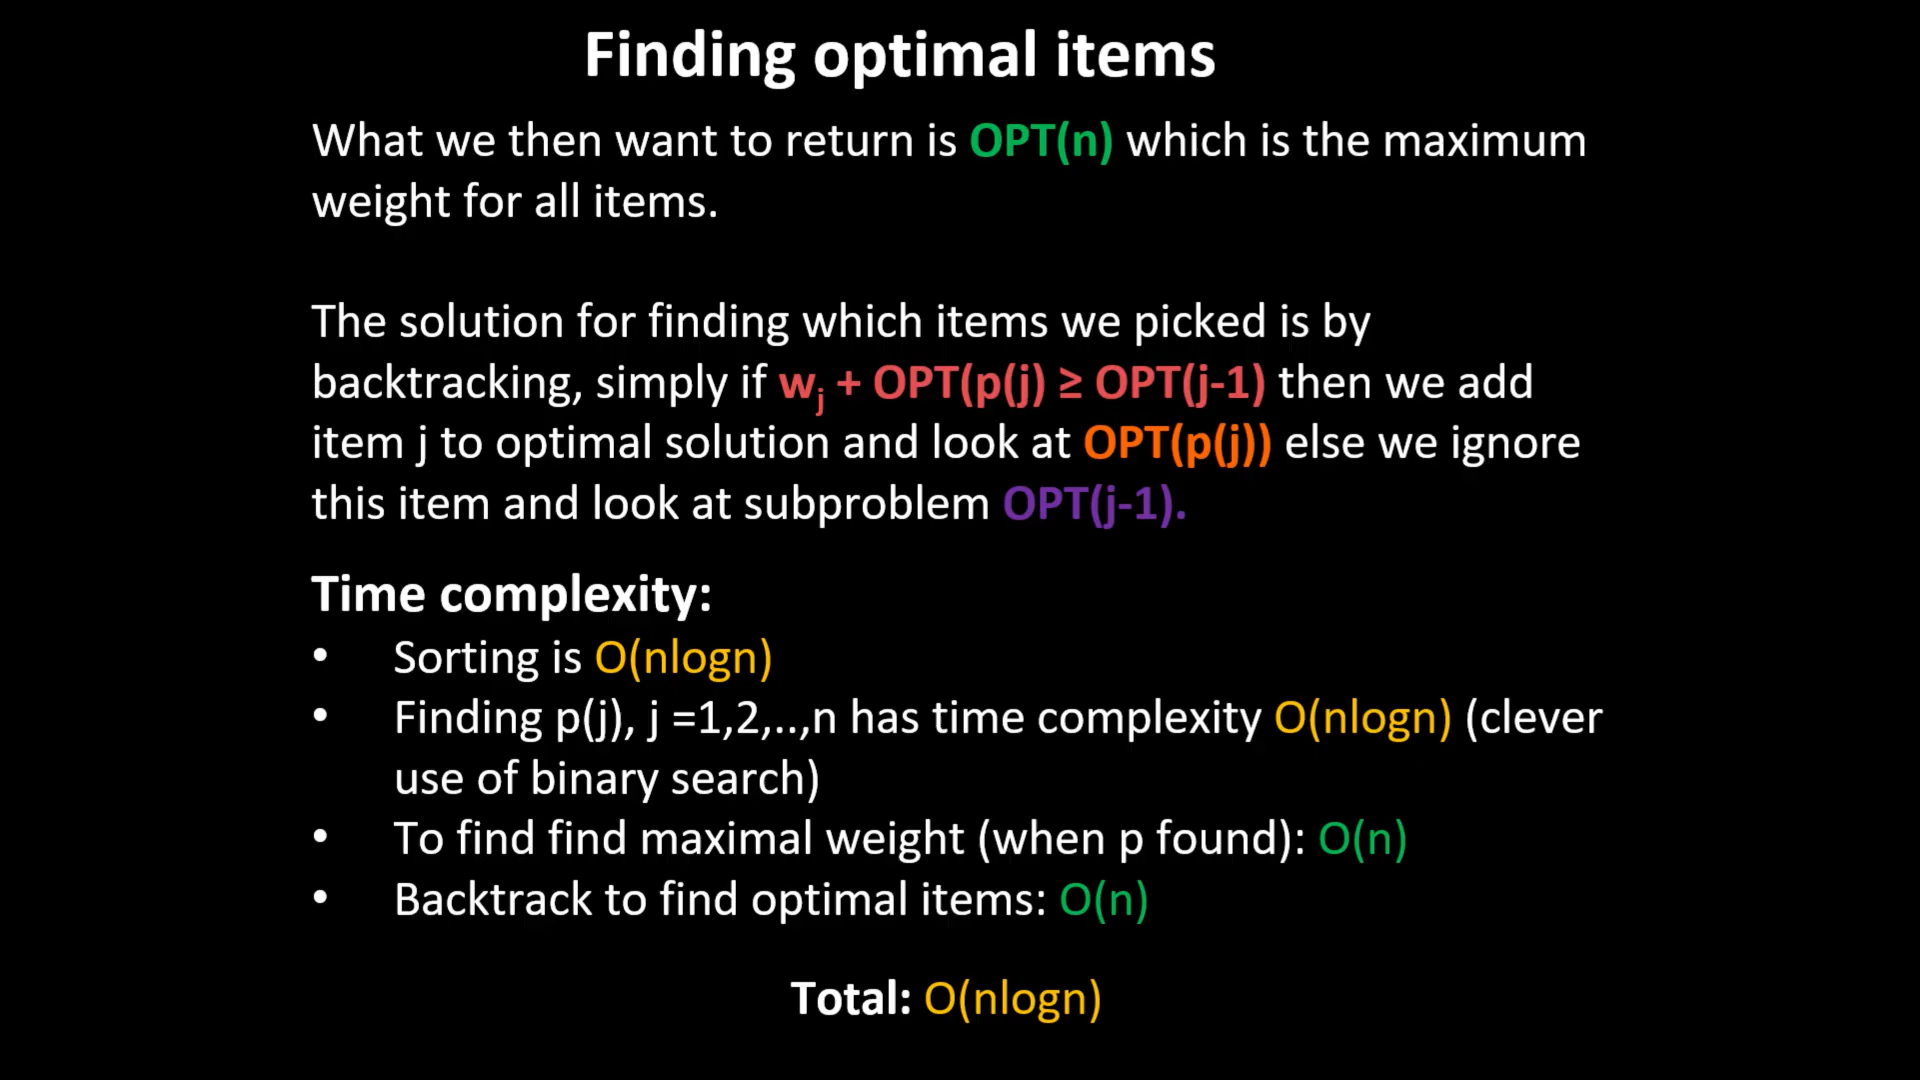 Finding optimal items
What we then want to return is OPT(n) which is the maximum
weight for all items.
The solution for finding which items we picked is by
backtracking, simply if wj + OPT(p(j) ≥ OPT(j-1) then we add
item j to optimal solution and look at OPT(p(j)) else we ignore
this item and look at subproblem OPT(j-1).
Time complexity:
• Sorting is O(nlogn)
• Finding p(j), j =1,2,..,n has time complexity O(nlogn) (clever
use of binary search)
• To find find maximal weight (when p found): O(n)
• Backtrack to find optimal items: O(n)
Total: O(nlogn)